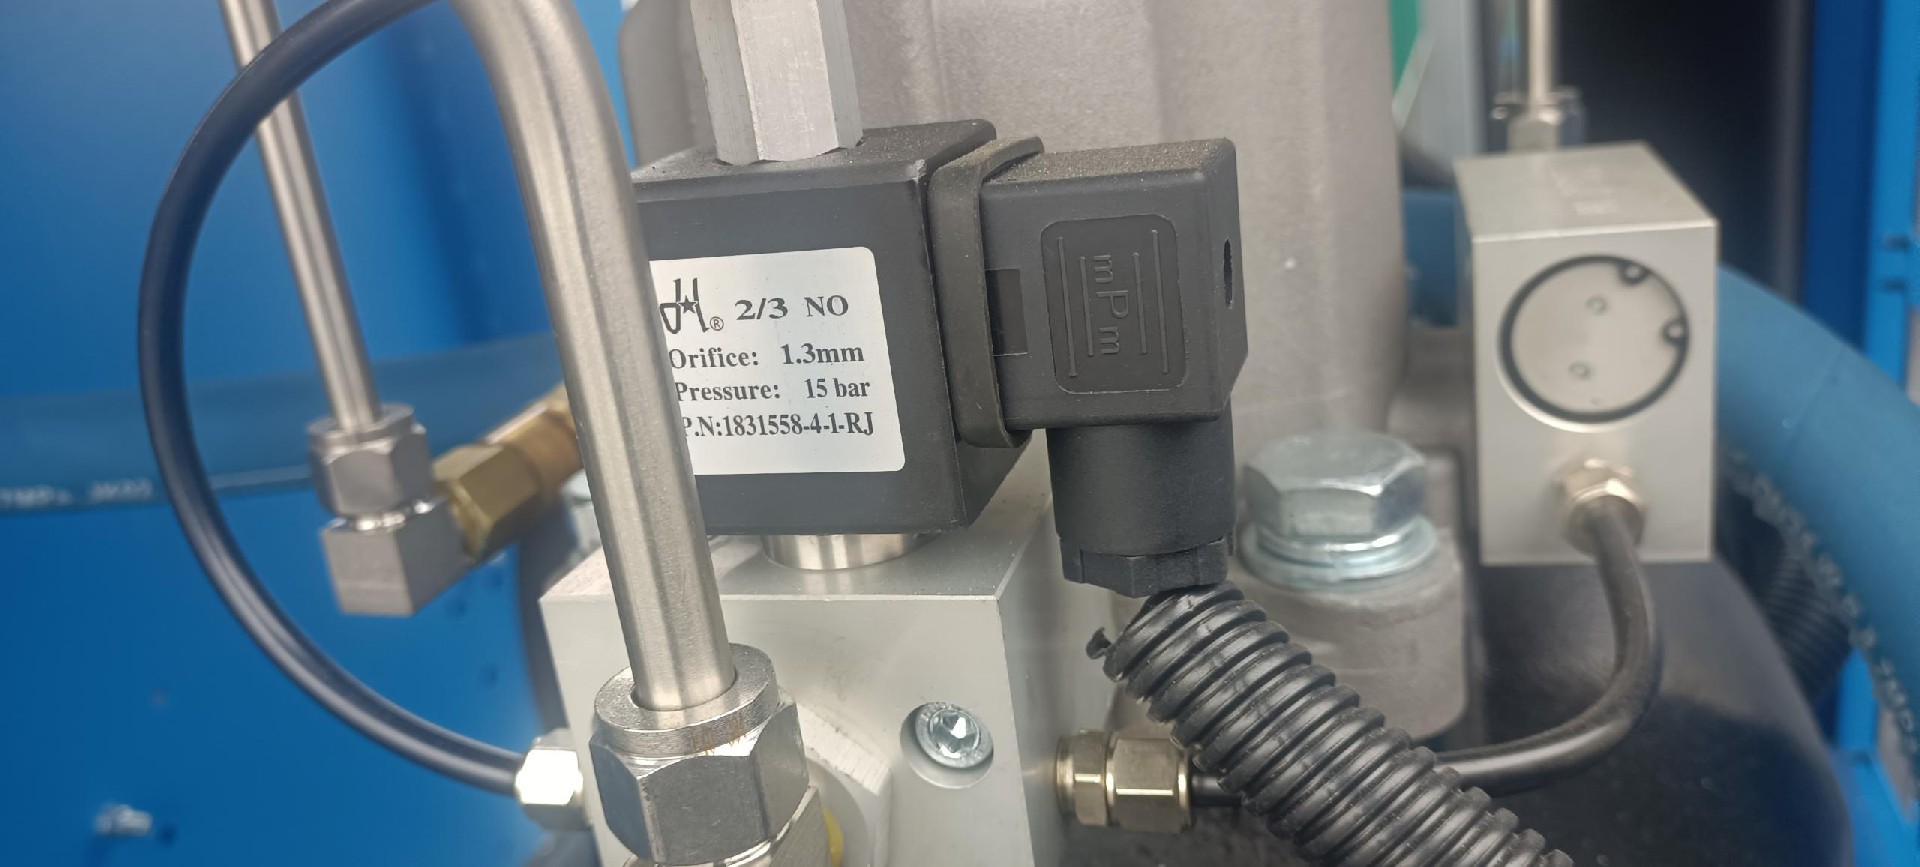 ® 2/3 NO
Orifice: 1.3mm
Pressure: 15 bar
P.N:1831558-4-1-RJ
mPm